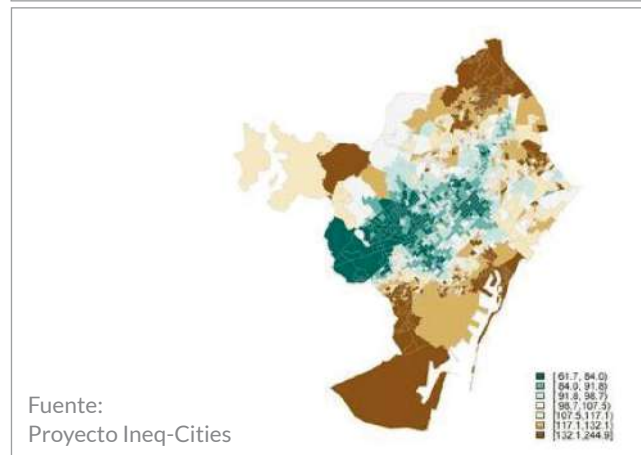 [ 61.7, 84.0)
[ 84.0, 91.8)
[ 91.8, 98.7)
[ 98.7,107.5)
[107.5,117.1)
[117.1,132.1)
[132.1,244.9]
Fuente:
Proyecto Ineq-Cities